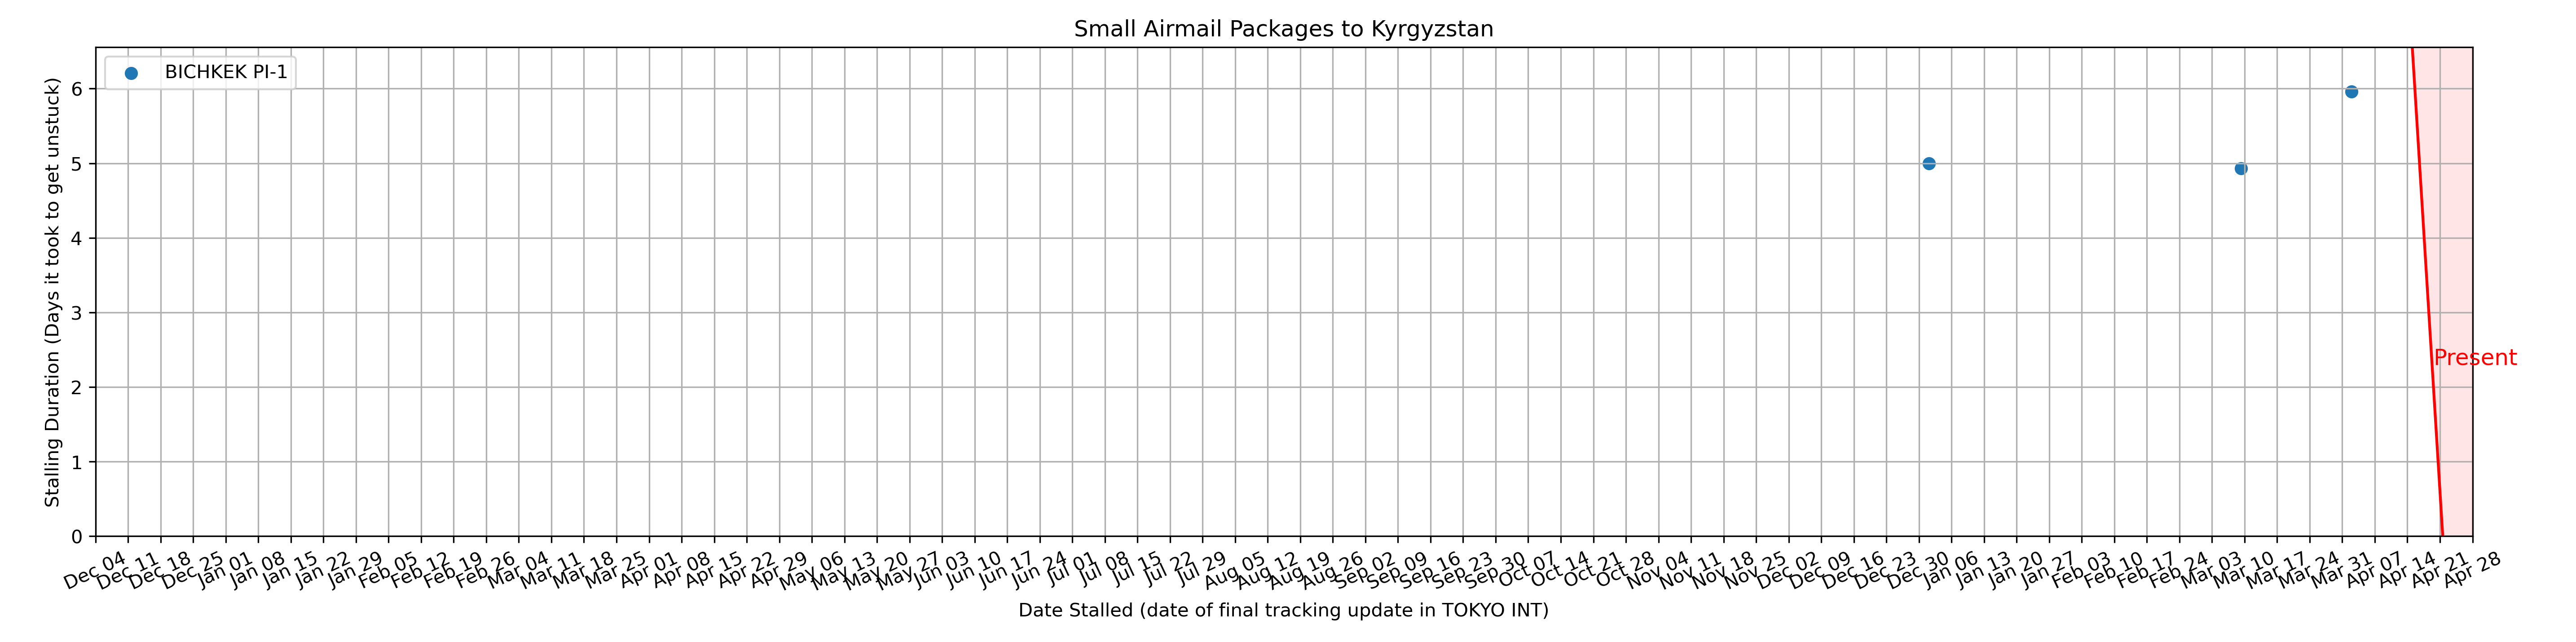 Small Airmail Packages to Kyrgyzstan
BICHKEK PI-1
6
5
4
3
2
1
0
Stalling Duration (Days it took to get unstuck)
Present
Dec 04
Dec 11
Dec 18
Dec 25
Jan 01
Jan 08
Jan 15
Jan 22
Jan 29
Feb 05
Feb 12
Feb 19
Feb 26
Mar 04
Mar 11
Mar 18
Mar 25
Apr 01
Apr 08
Apr 15
Apr 22
Apr 29
May 06
May 13
May 20
May 27
Jun 03
Jun 10
Jun 17
Jun 24
Jul 01
Jul 08
Jul 15
Jul 22
Jul 29
Aug 05
Aug 12
Aug 19
Aug 26
Sep 02
Sep 09
Sep 16
Sep 23
Sep 30
Oct 07
Oct 14
Oct 21
Oct 28
Nov 04
Nov 11
Nov 18
Nov 25
Dec 02
Dec 09
Dec 16
Dec 23
Dec 30
Jan 06
Jan 13
Jan 20
Jan 27
Feb 03
Feb 10
Feb 17
Feb 24
Mar 03
Mar 10
Mar 17
Mar 24
Mar 31
Apr 07
Apr 14
Apr 21
Apr 28
Date Stalled (date of final tracking update in TOKYO INT)